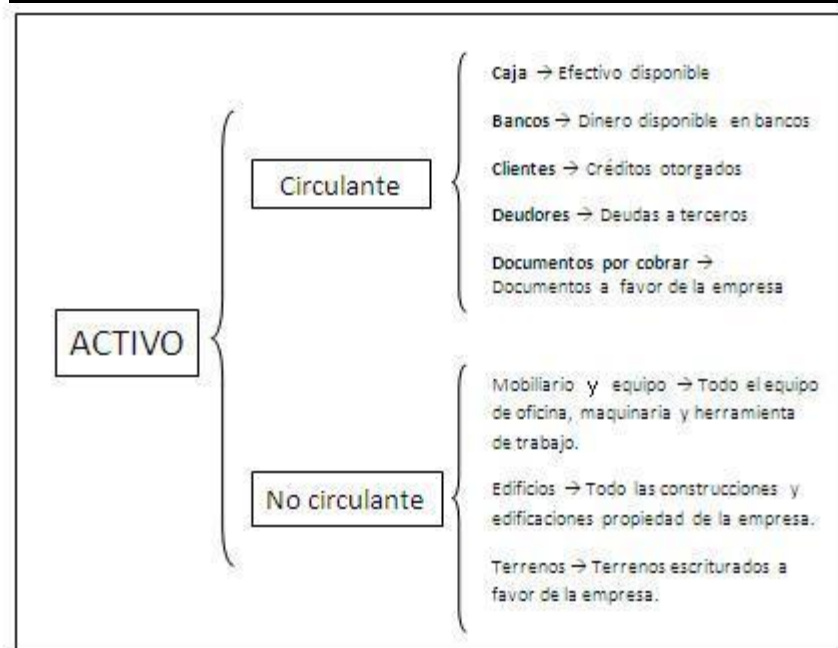 ACTIVO
Circulante
Caja → Efectivo disponible
Bancos → Dinero disponible en bancos
Clientes → Créditos otorgados
Deudores → Deudas a terceros
Documentos por cobrar →
Documentos a favor de la empresa
No circulante
Mobiliario y equipo → Todo el equipo
de oficina, maquinaria y herramienta
de trabajo.
Edificios → Todo las construcciones y
edificaciones propiedad de la empresa.
Terrenos → Terrenos escriturados a
favor de la empresa.